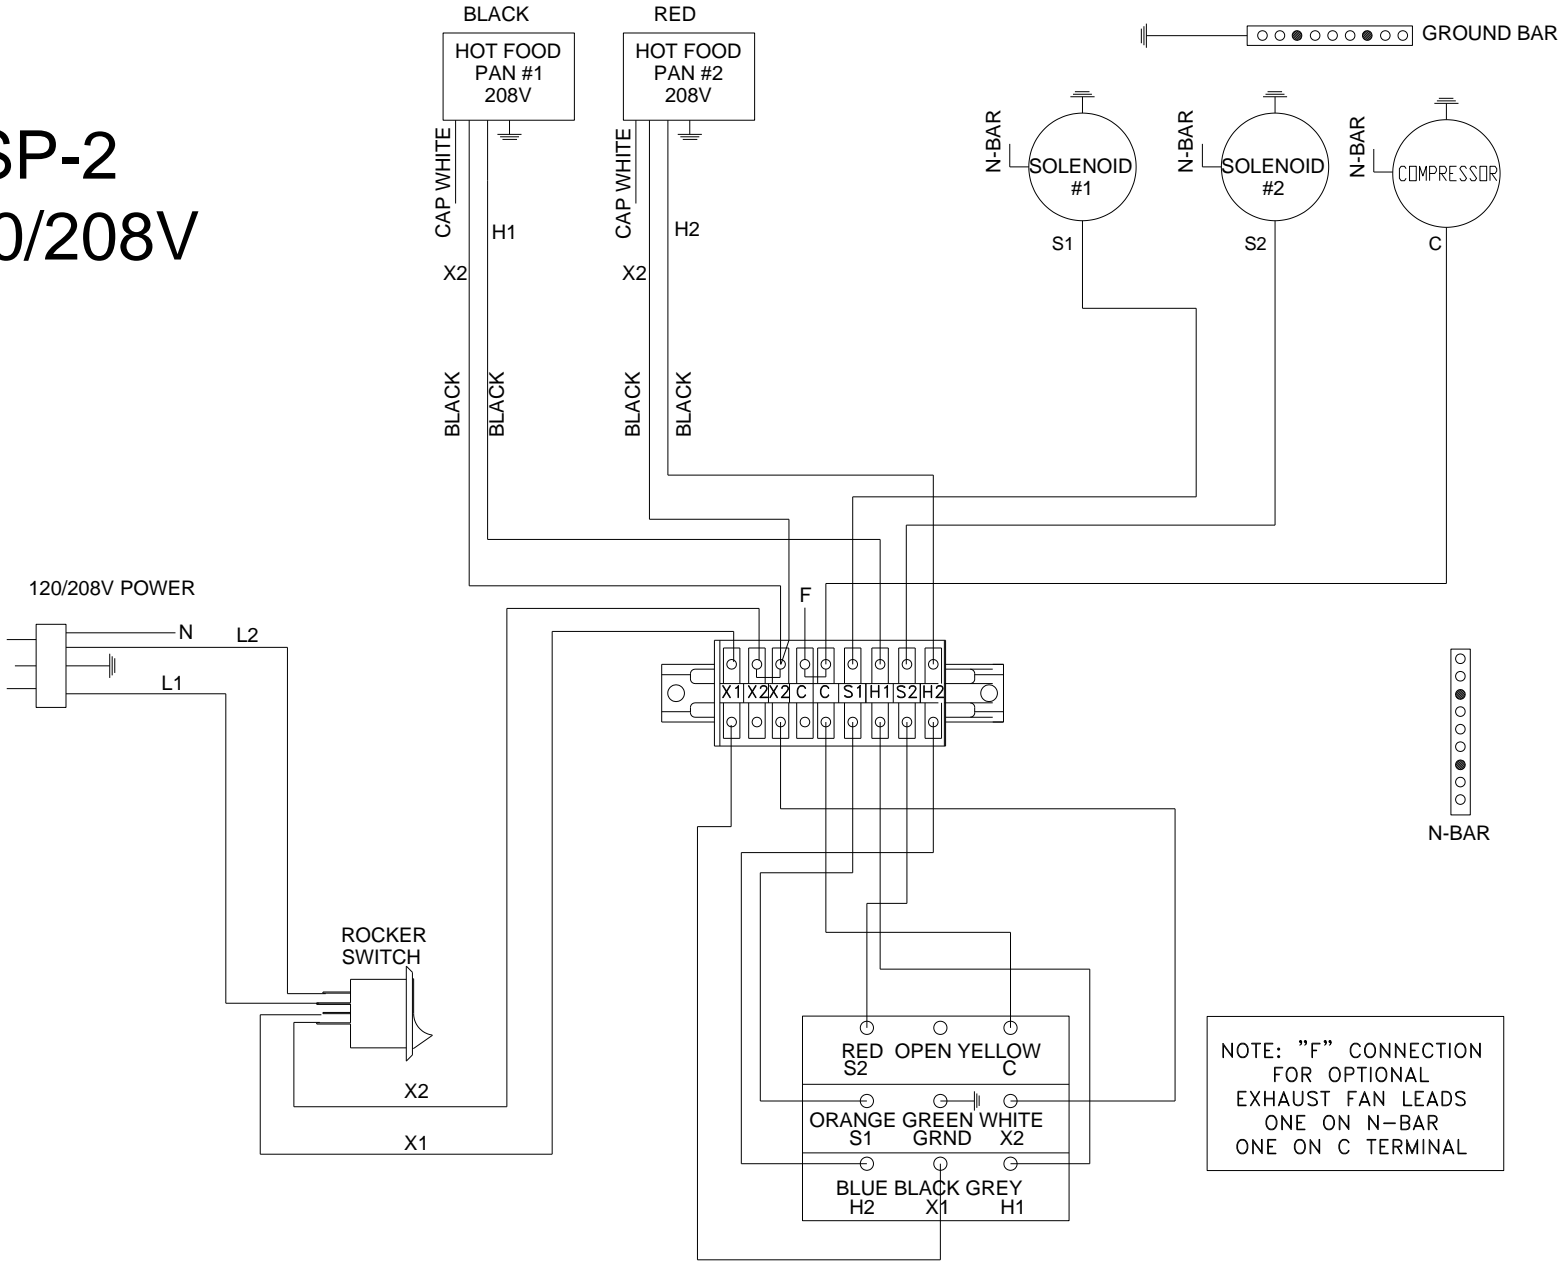 SP-2
0/208V
BLACK
RED
HOT FOOD
PAN #1
208V
HOT FOOD
PAN #2
208V
GROUND BAR
CAP WHITE
CAP WHITE
N-BAR
SOLENOID
#1
N-BAR
SOLENOID
#2
N-BAR
COMPRESSOR
H1
H2
X2
X2
S1
S2
C
BLACK
BLACK
BLACK
BLACK
120/208V POWER
N
L2
L1
F
X1 X2 X2 C C S1 H1 S2 H2
N-BAR
ROCKER
SWITCH
X2
X1
RED OPEN YELLOW
S2 C
ORANGE GREEN WHITE
S1 GRND X2
BLUE BLACK GREY
H2 X1 H1
NOTE: "F" CONNECTION
FOR OPTIONAL
EXHAUST FAN LEADS
ONE ON N-BAR
ONE ON C TERMINAL